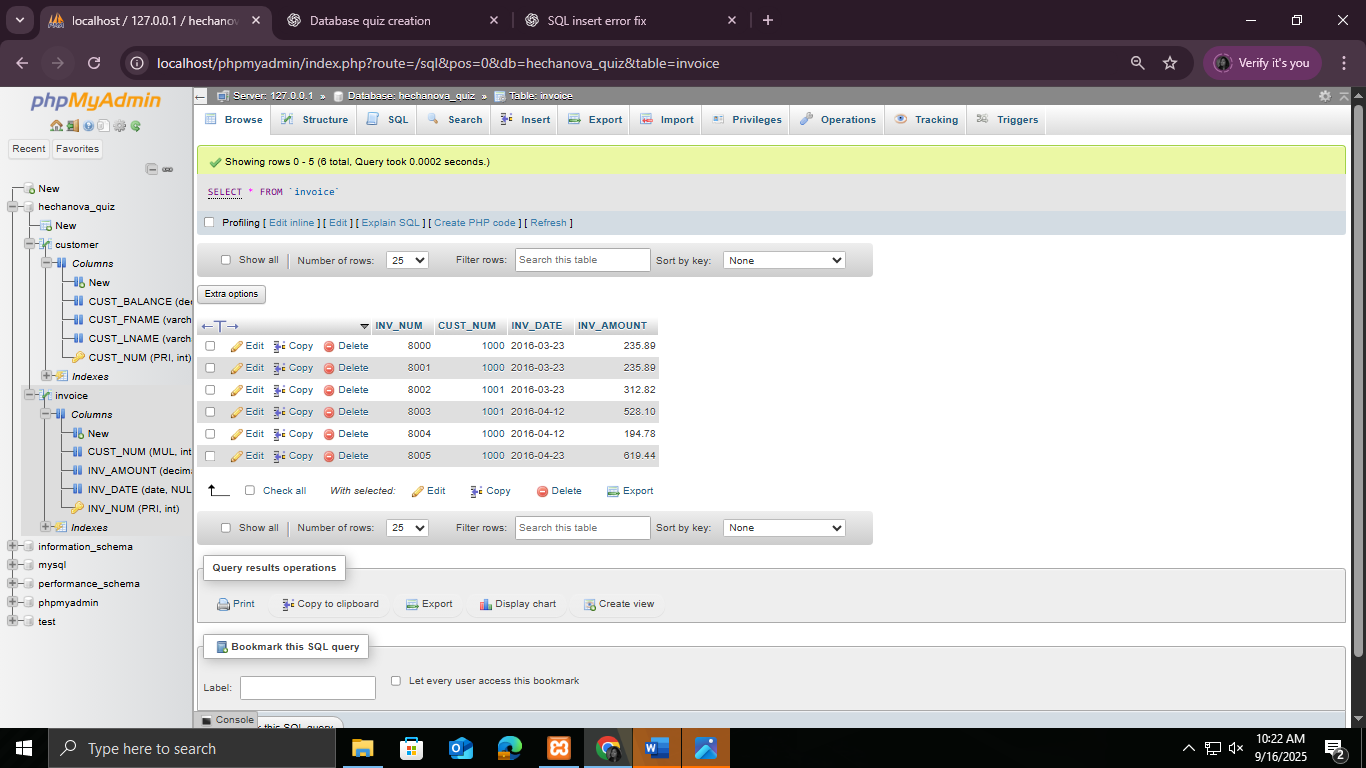 localhost / 127.0.0.1 / hechanov
Database quiz creation
SQL insert error fix
localhost/phpmyadmin/index.php?route=/sql&pos=0&db=hechanova_quiz&table=invoice
Verify it's you
phpMyAdmin
Recent Favorites
New
hechanova_quiz
New
customer
Columns
New
CUST_BALANCE (dec
CUST_FNAME (varch
CUST_LNAME (varch
CUST_NUM (PRI, int)
Indexes
invoice
Columns
New
CUST_NUM (MUL, int
INV_AMOUNT (decima
INV_DATE (date, NUL
INV_NUM (PRI, int)
Indexes
information_schema
mysql
performance_schema
phpmyadmin
test
Server: 127.0.0.1 » Database: hechanova_quiz » Table: invoice
Browse Structure SQL Search Insert Export Import Privileges Operations Tracking Triggers
Showing rows 0 - 5 (6 total, Query took 0.0002 seconds.)
SELECT * FROM `invoice`
Profiling [ Edit inline ] [ Edit ] [ Explain SQL ] [ Create PHP code ] [ Refresh ]
Show all Number of rows: 25 Filter rows: Search this table Sort by key: None
Extra options
←T→ INV_NUM CUST_NUM INV_DATE INV_AMOUNT
Edit Copy Delete 8000 1000 2016-03-23 235.89
Edit Copy Delete 8001 1000 2016-03-23 235.89
Edit Copy Delete 8002 1001 2016-03-23 312.82
Edit Copy Delete 8003 1001 2016-04-12 528.10
Edit Copy Delete 8004 1000 2016-04-12 194.78
Edit Copy Delete 8005 1000 2016-04-23 619.44
Check all With selected: Edit Copy Delete Export
Show all Number of rows: 25 Filter rows: Search this table Sort by key: None
Query results operations
Print Copy to clipboard Export Display chart Create view
Bookmark this SQL query
Label: Let every user access this bookmark
Console this SQL query
Type here to search
10:22 AM
9/16/2025
2